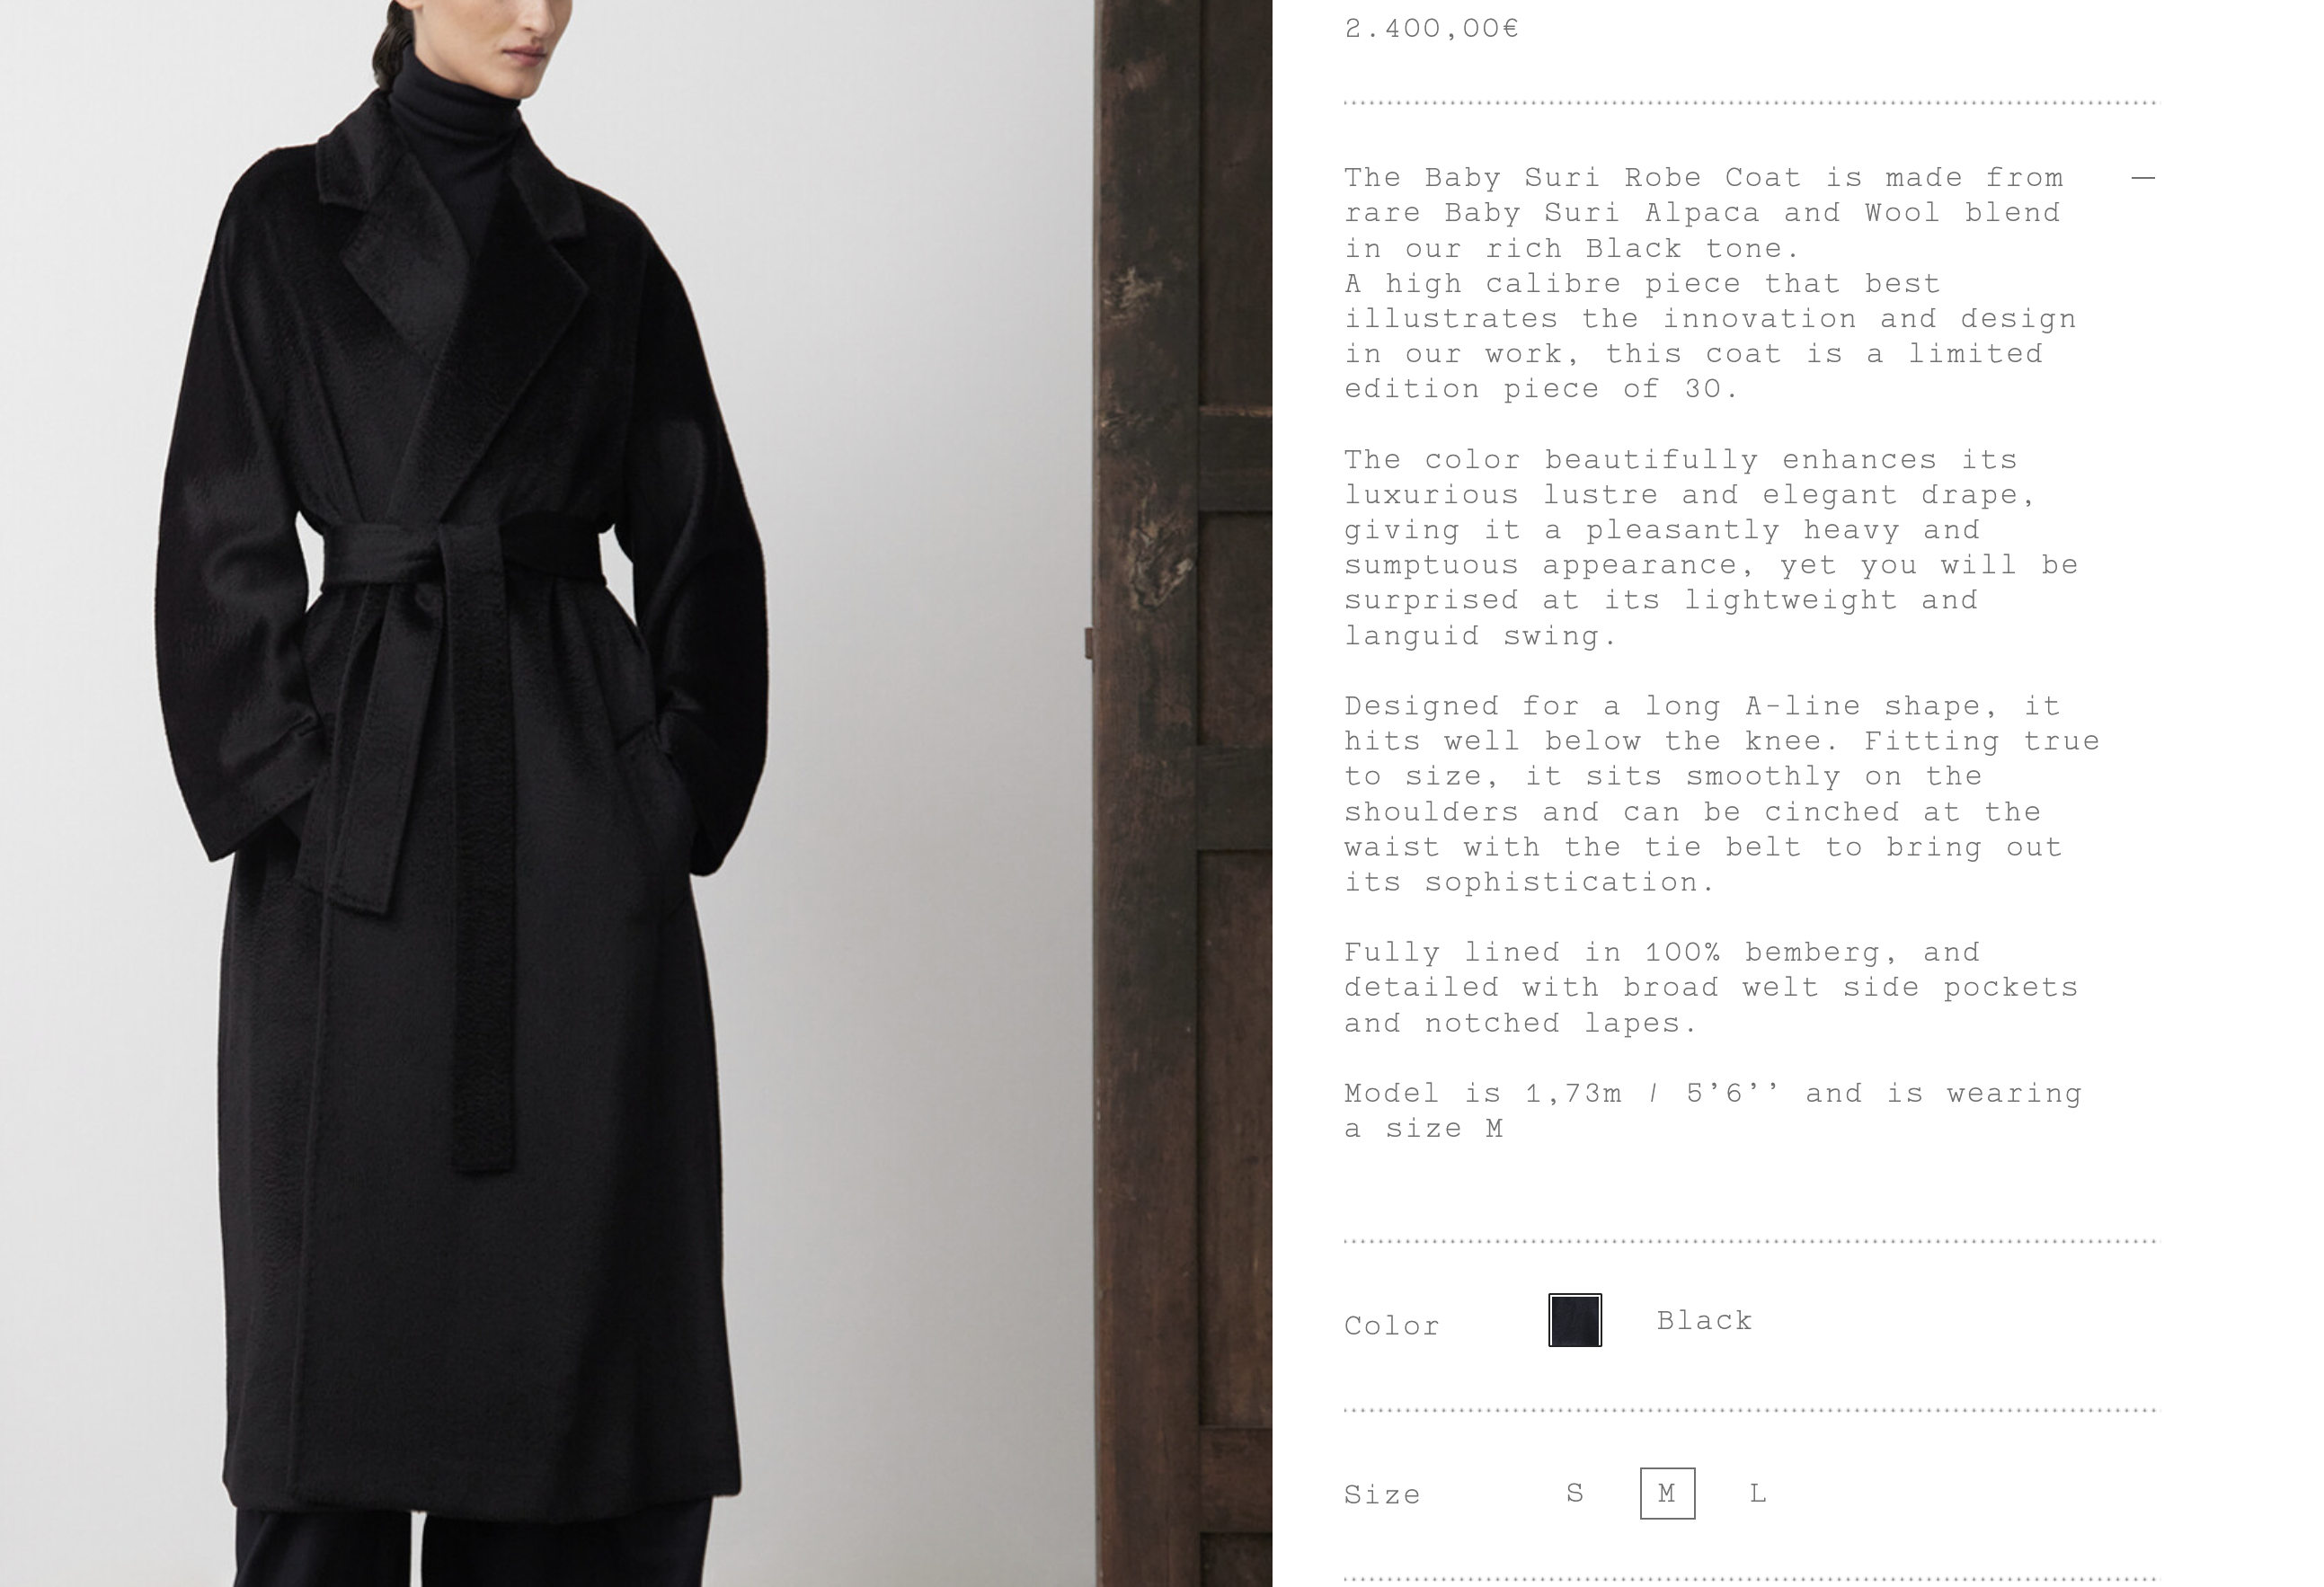 2.400,00€
The Baby Suri Robe Coat is made from
—
rare Baby Suri Alpaca and Wool blend
in our rich Black tone.
A high calibre piece that best
illustrates the innovation and design
in our work, this coat is a limited
edition piece of 30.
The color beautifully enhances its
luxurious lustre and elegant drape,
giving it a pleasantly heavy and
sumptuous appearance, yet you will be
surprised at its lightweight and
languid swing.
Designed for a long A-line shape, it
hits well below the knee. Fitting true
to size, it sits smoothly on the
shoulders and can be cinched at the
waist with the tie belt to bring out
its sophistication.
Fully lined in 100% bemberg, and
detailed with broad welt side pockets
and notched lapes.
Model is 1,73m / 5’6’’ and is wearing
a size M
Color Black
Size S M L